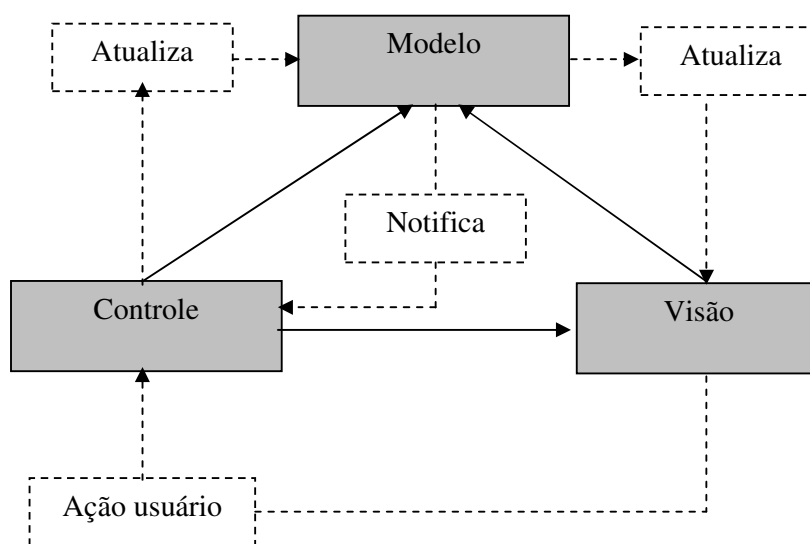 Atualiza
Modelo
Atualiza
Notifica
Controle
Visão
Ação usuário